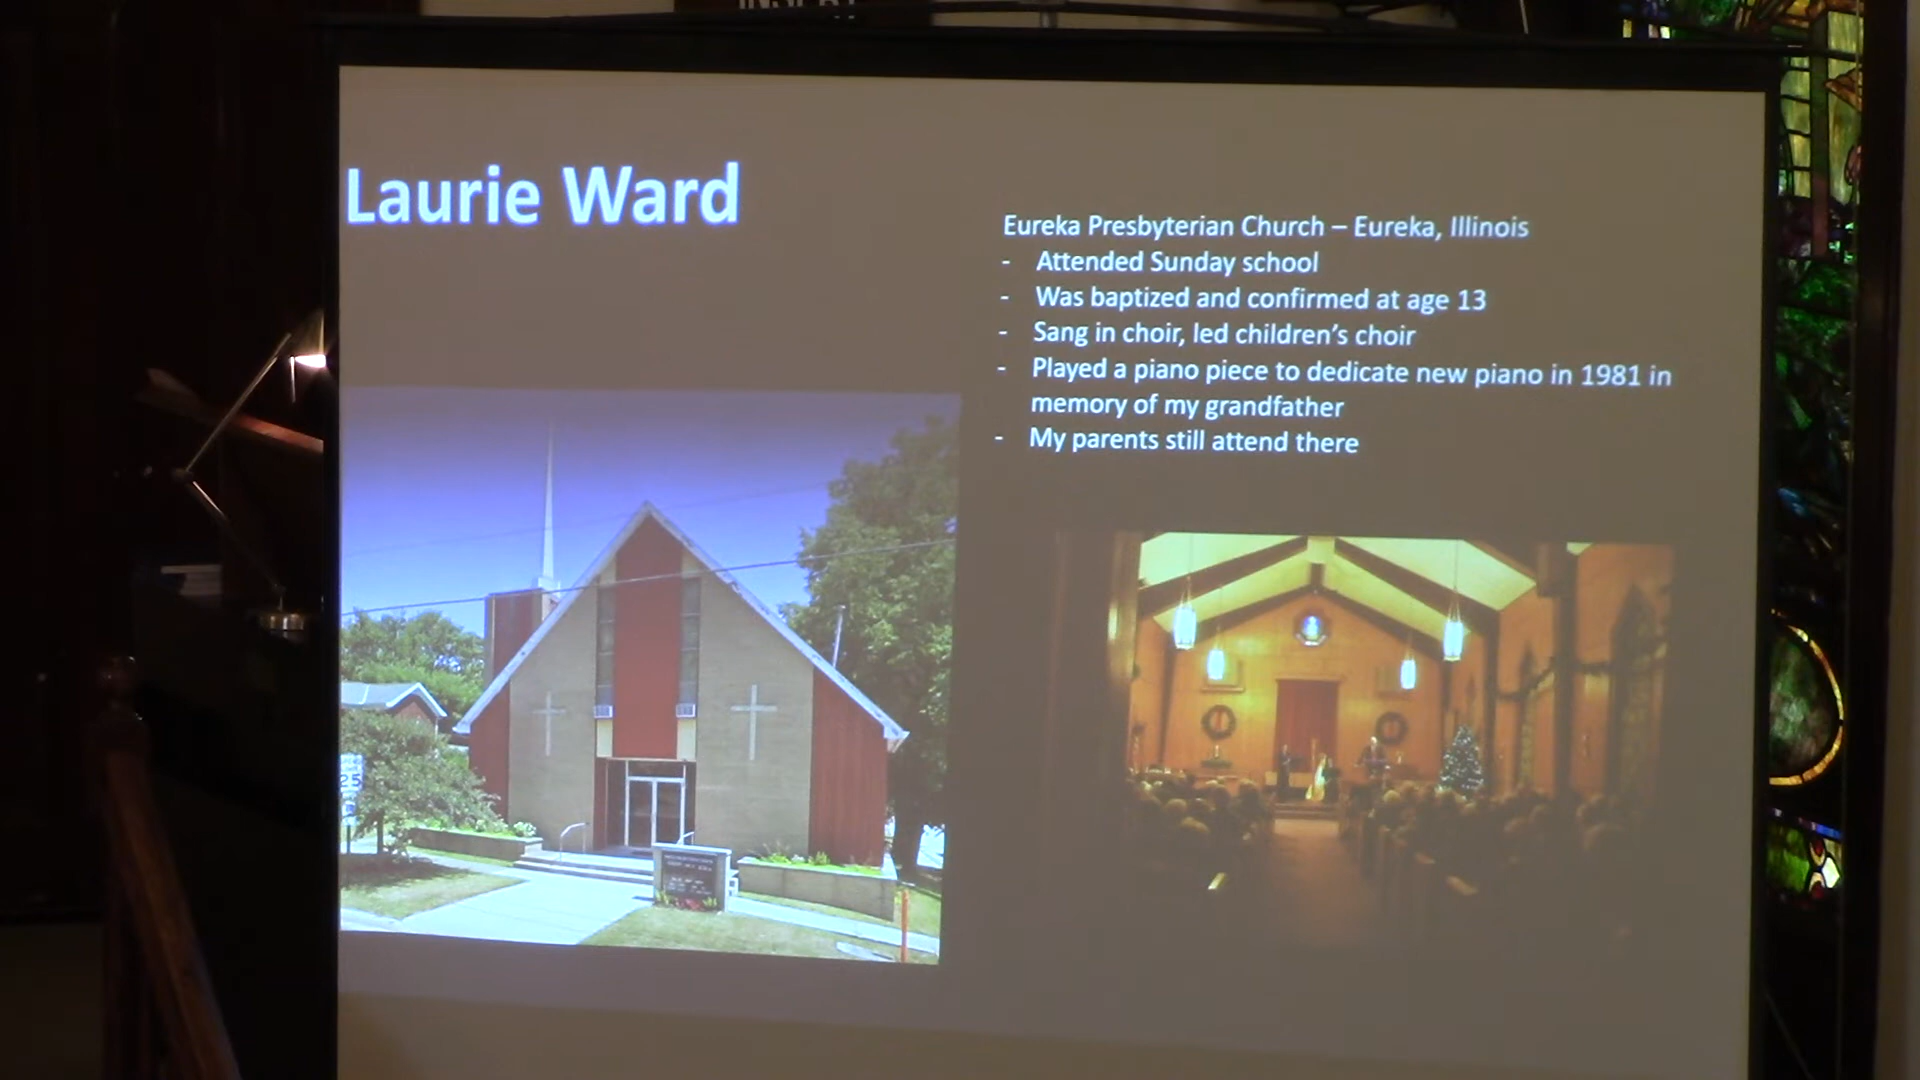 Laurie Ward
Eureka Presbyterian Church – Eureka, Illinois
- Attended Sunday school
- Was baptized and confirmed at age 13
- Sang in choir, led children’s choir
- Played a piano piece to dedicate new piano in 1981 in
memory of my grandfather
- My parents still attend there
25